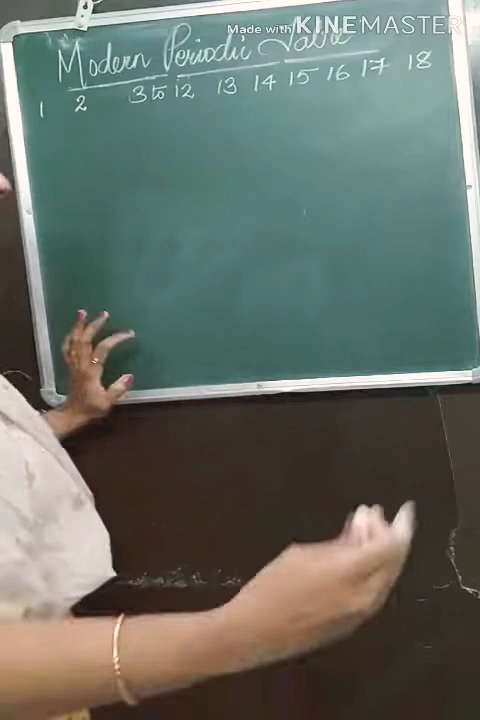 Made with KINEMASTER
Modern Periodic Table
1 2 3 to 12 13 14 15 16 17 18